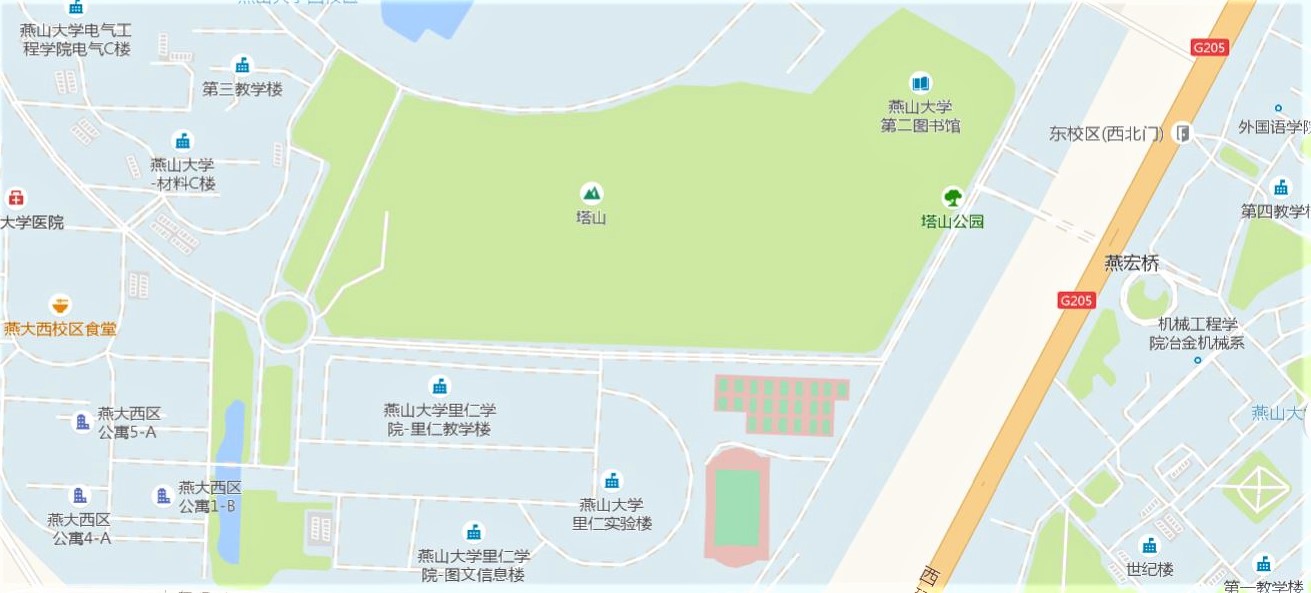 燕山大学电气工
程学院电气C楼
第三教学楼
燕山大学
-材料C楼
大学医院
燕大西校区食堂
塔山
燕山大学
第二图书馆
塔山公园
G205
东校区(西北门)
外国语学院
第四教学楼
燕宏桥
G205
机械工程学
院冶金机械系
燕山大
燕大西区
公寓5-A
燕山大学里仁学
院-里仁教学楼
燕大西区
公寓1-B
燕大西区
公寓4-A
燕山大学
里仁实验楼
燕山大学里仁学
院-图文信息楼
西
世纪楼
第一教学楼